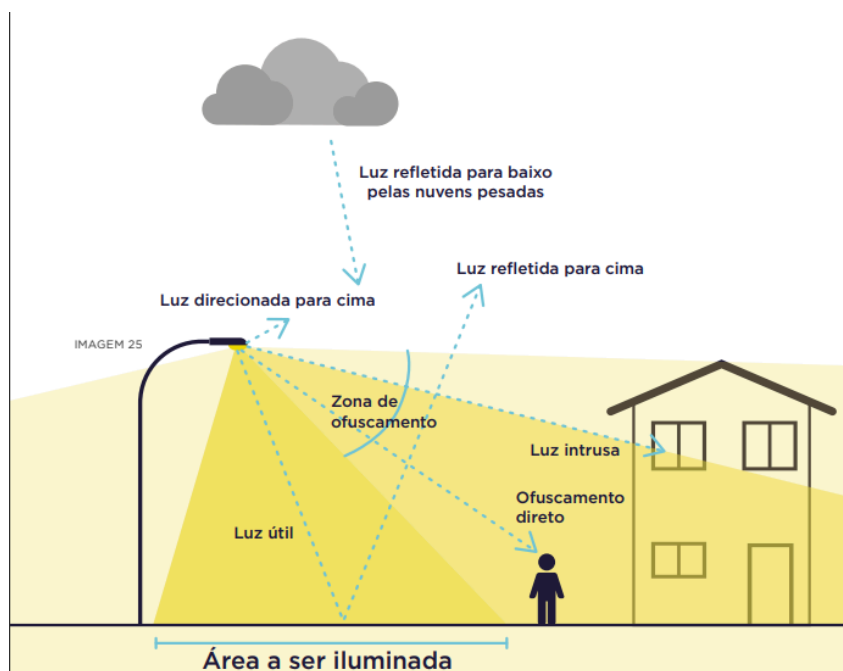 Luz refletida para baixo
pelas nuvens pesadas
Luz refletida para cima
Luz direcionada para cima
IMAGEM 25
Zona de
ofuscamento
Luz intrusa
Ofuscamento
direto
Luz útil
Área a ser iluminada